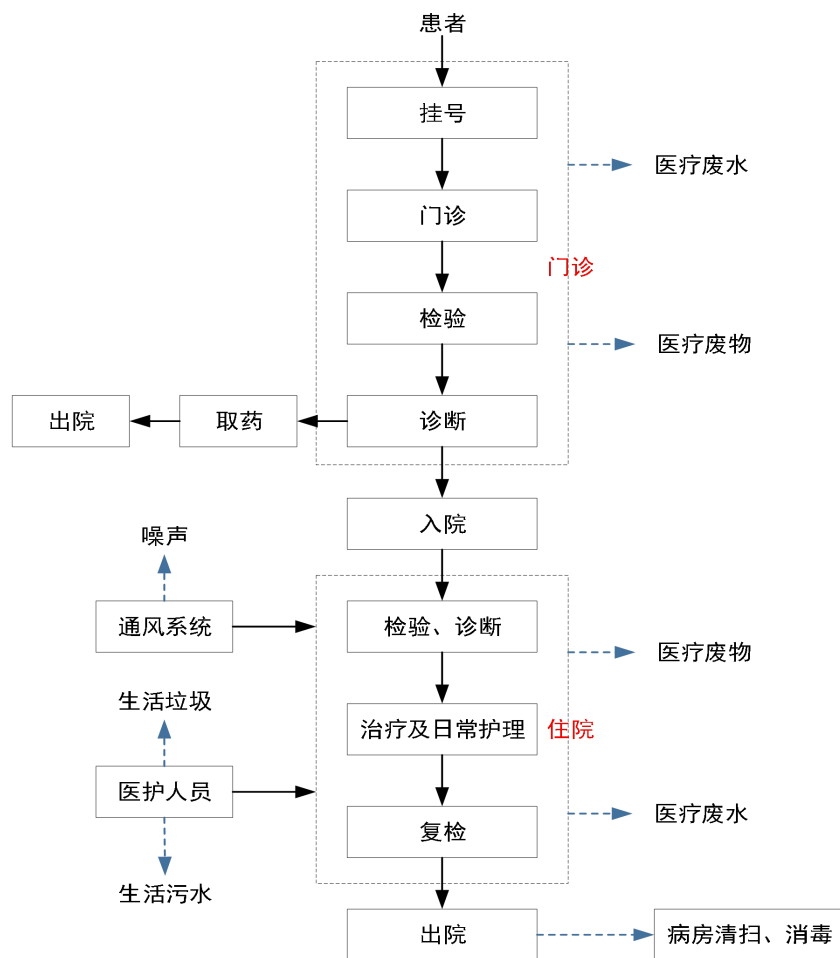 患者
挂号
医疗废水
门诊
门诊
检验
医疗废物
出院
取药
诊断
入院
噪声
通风系统
检验、诊断
医疗废物
生活垃圾
治疗及日常护理
住院
医护人员
医疗废水
复检
生活污水
出院
病房清扫、消毒